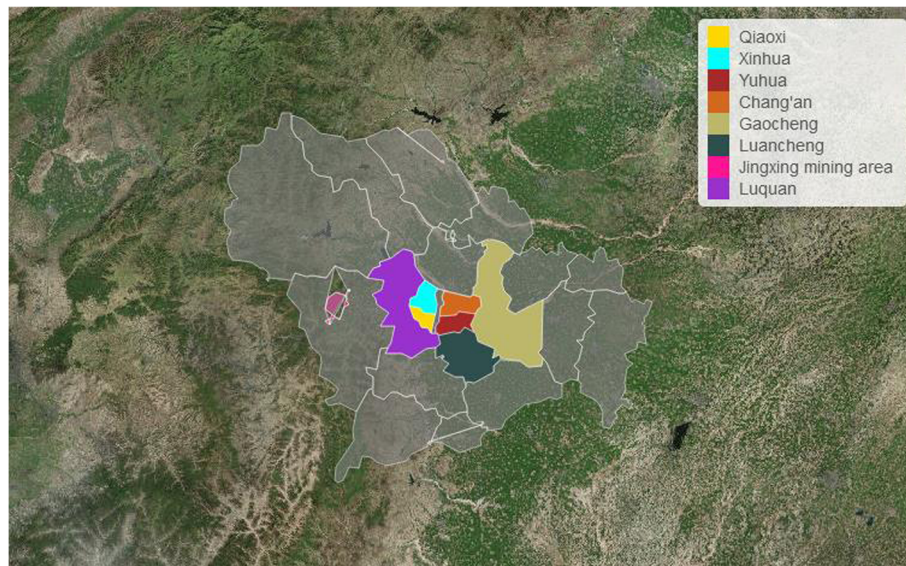 Qiaoxi
Xinhua
Yuhua
Chang'an
Gaocheng
Luancheng
Jingxing mining area
Luquan